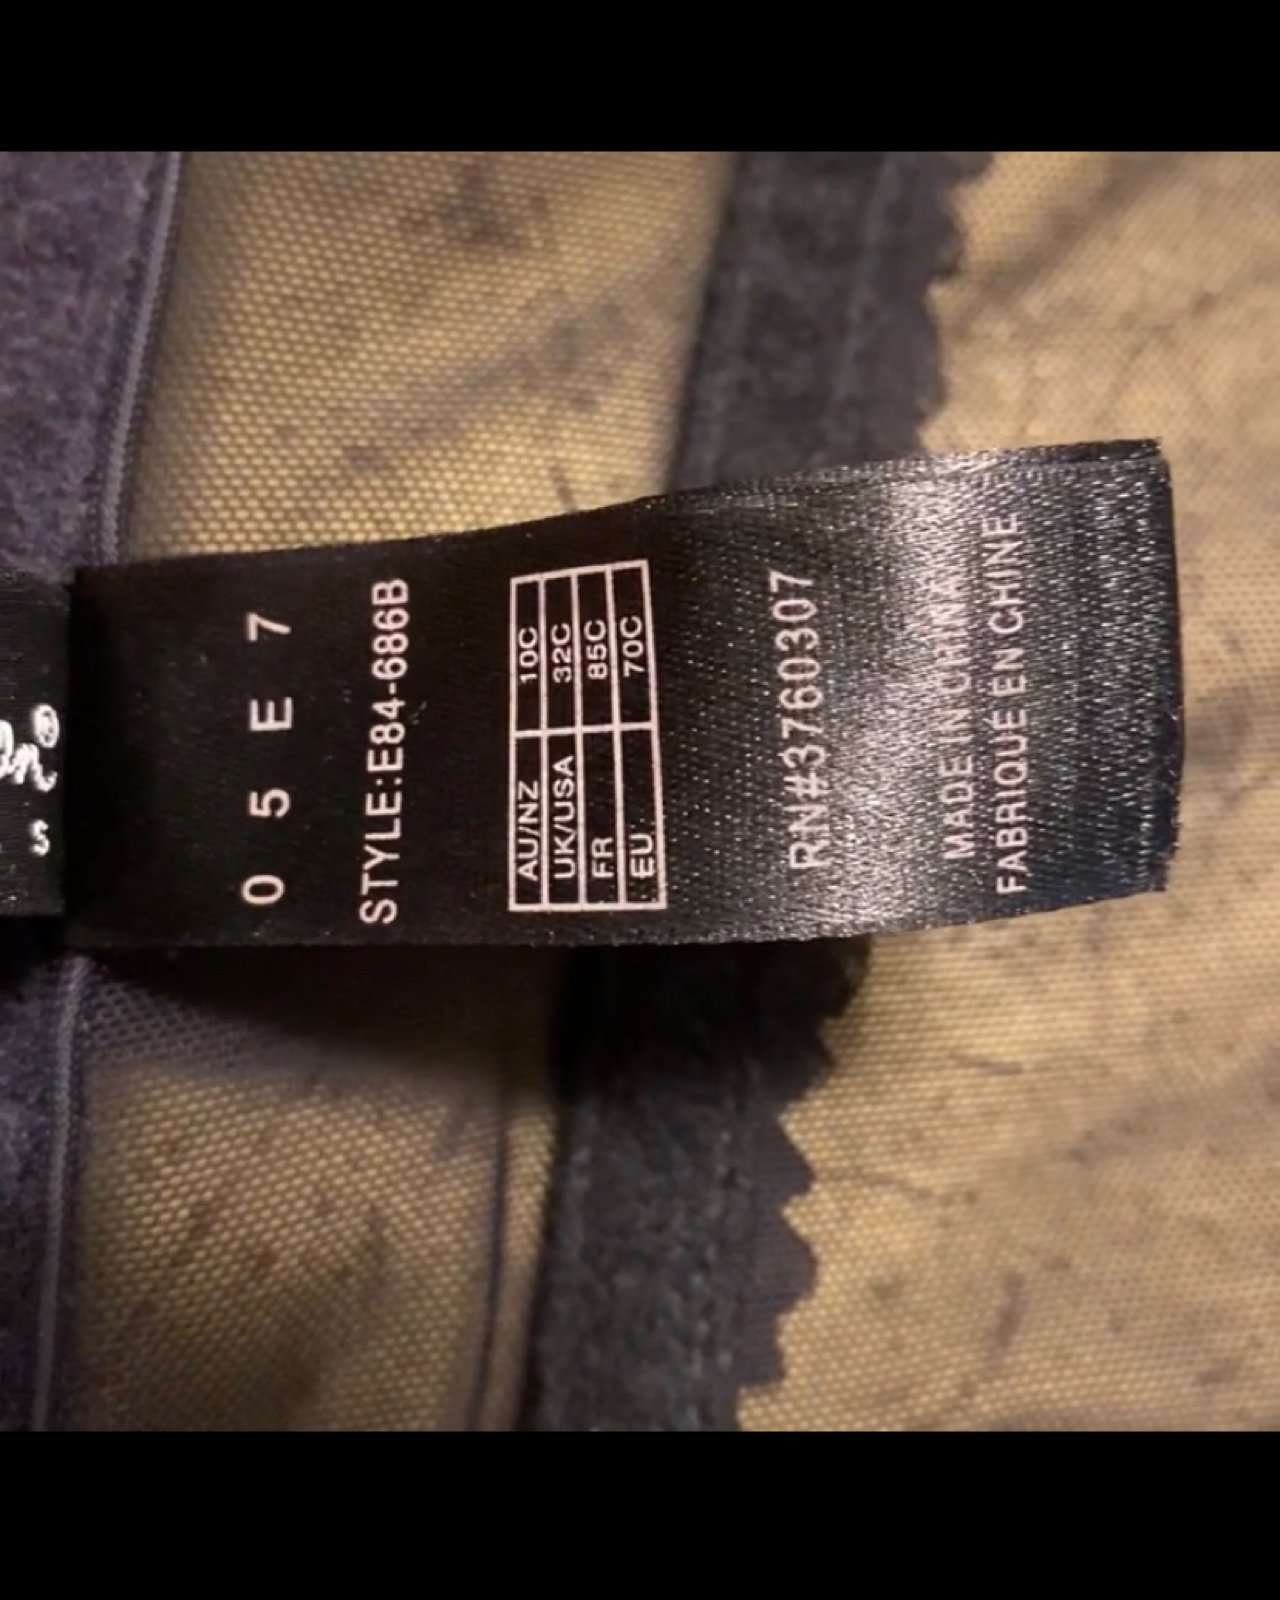 0 5 E 7
STYLE:E84-686B
AU/NZ 10C
UK/USA 32C
FR 85C
EU 70C
RN#3760307
MADE IN CHINA
FABRIQUÉ EN CHINE
S